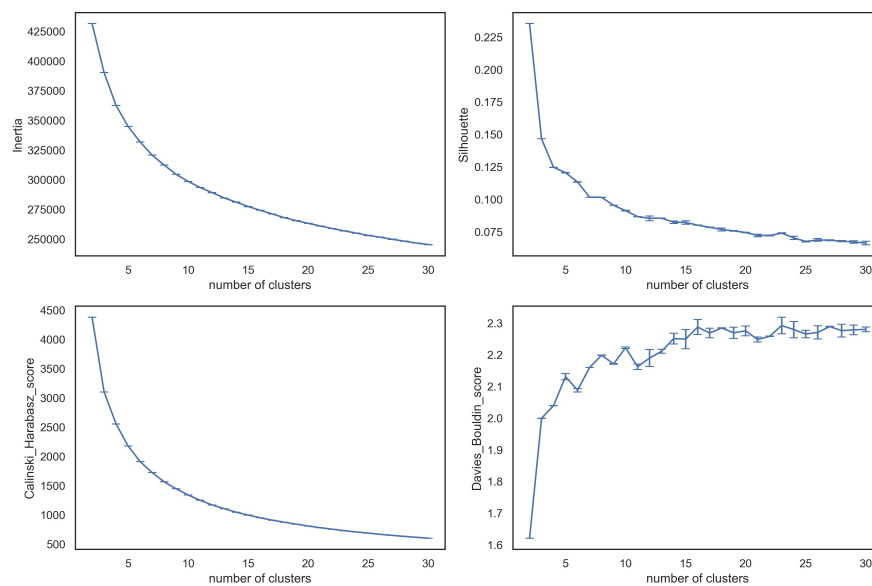 425000
400000
375000
350000
325000
300000
275000
250000
Inertia
5 10 15 20 25 30
number of clusters
0.225
0.200
0.175
0.150
0.125
0.100
0.075
Silhouette
5 10 15 20 25 30
number of clusters
4500
4000
3500
3000
2500
2000
1500
1000
500
Calinski_Harabasz_score
5 10 15 20 25 30
number of clusters
2.3
2.2
2.1
2.0
1.9
1.8
1.7
1.6
Davies_Bouldin_score
5 10 15 20 25 30
number of clusters